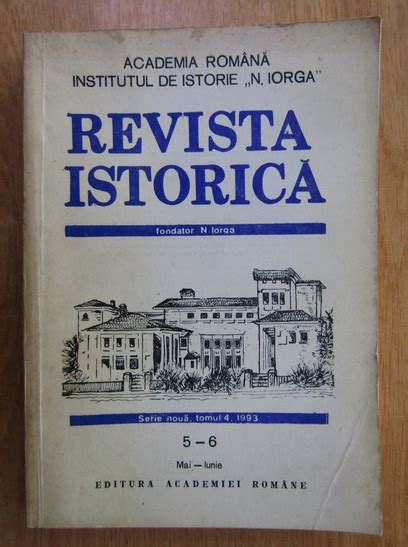 ACADEMIA ROMÂNĂ
INSTITUTUL DE ISTORIE „N. IORGA"
REVISTA
ISTORICĂ
fondator N. Iorga
Serie nouă, tomul 4, 1993
5 – 6
Mai — Iunie
EDITURA ACADEMIEI ROMÂNE